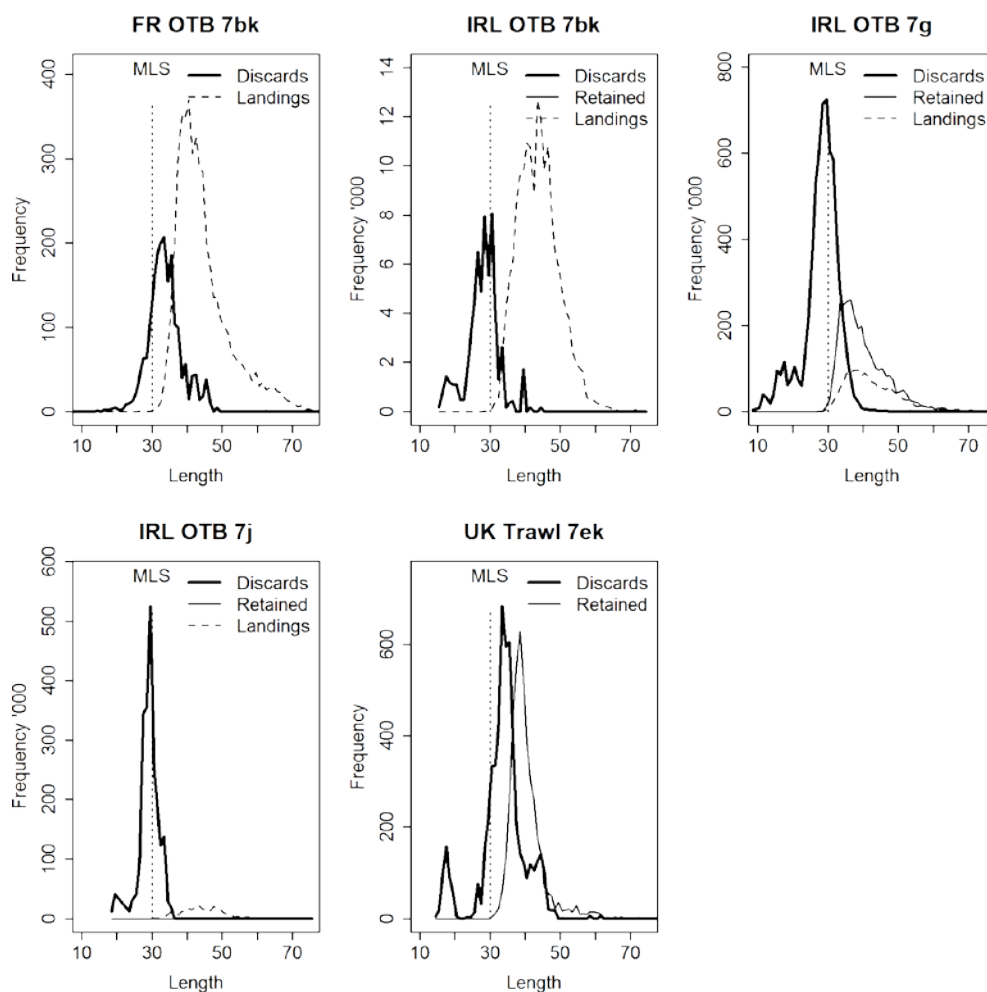 FR OTB 7bk
IRL OTB 7bk
IRL OTB 7g
MLS
Discards
Landings
Frequency
0 100 200 300 400
10 30 50 70
Length
MLS
Discards
Retained
Landings
Frequency '000
0 2 4 6 8 10 12 14
10 30 50 70
Length
MLS
Discards
Retained
Landings
Frequency '000
0 200 400 600 800
10 30 50 70
Length
IRL OTB 7j
UK Trawl 7ek
MLS
Discards
Retained
Landings
Frequency '000
0 100 200 300 400 500 600
10 30 50 70
Length
MLS
Discards
Retained
Frequency
0 200 400 600
10 30 50 70
Length